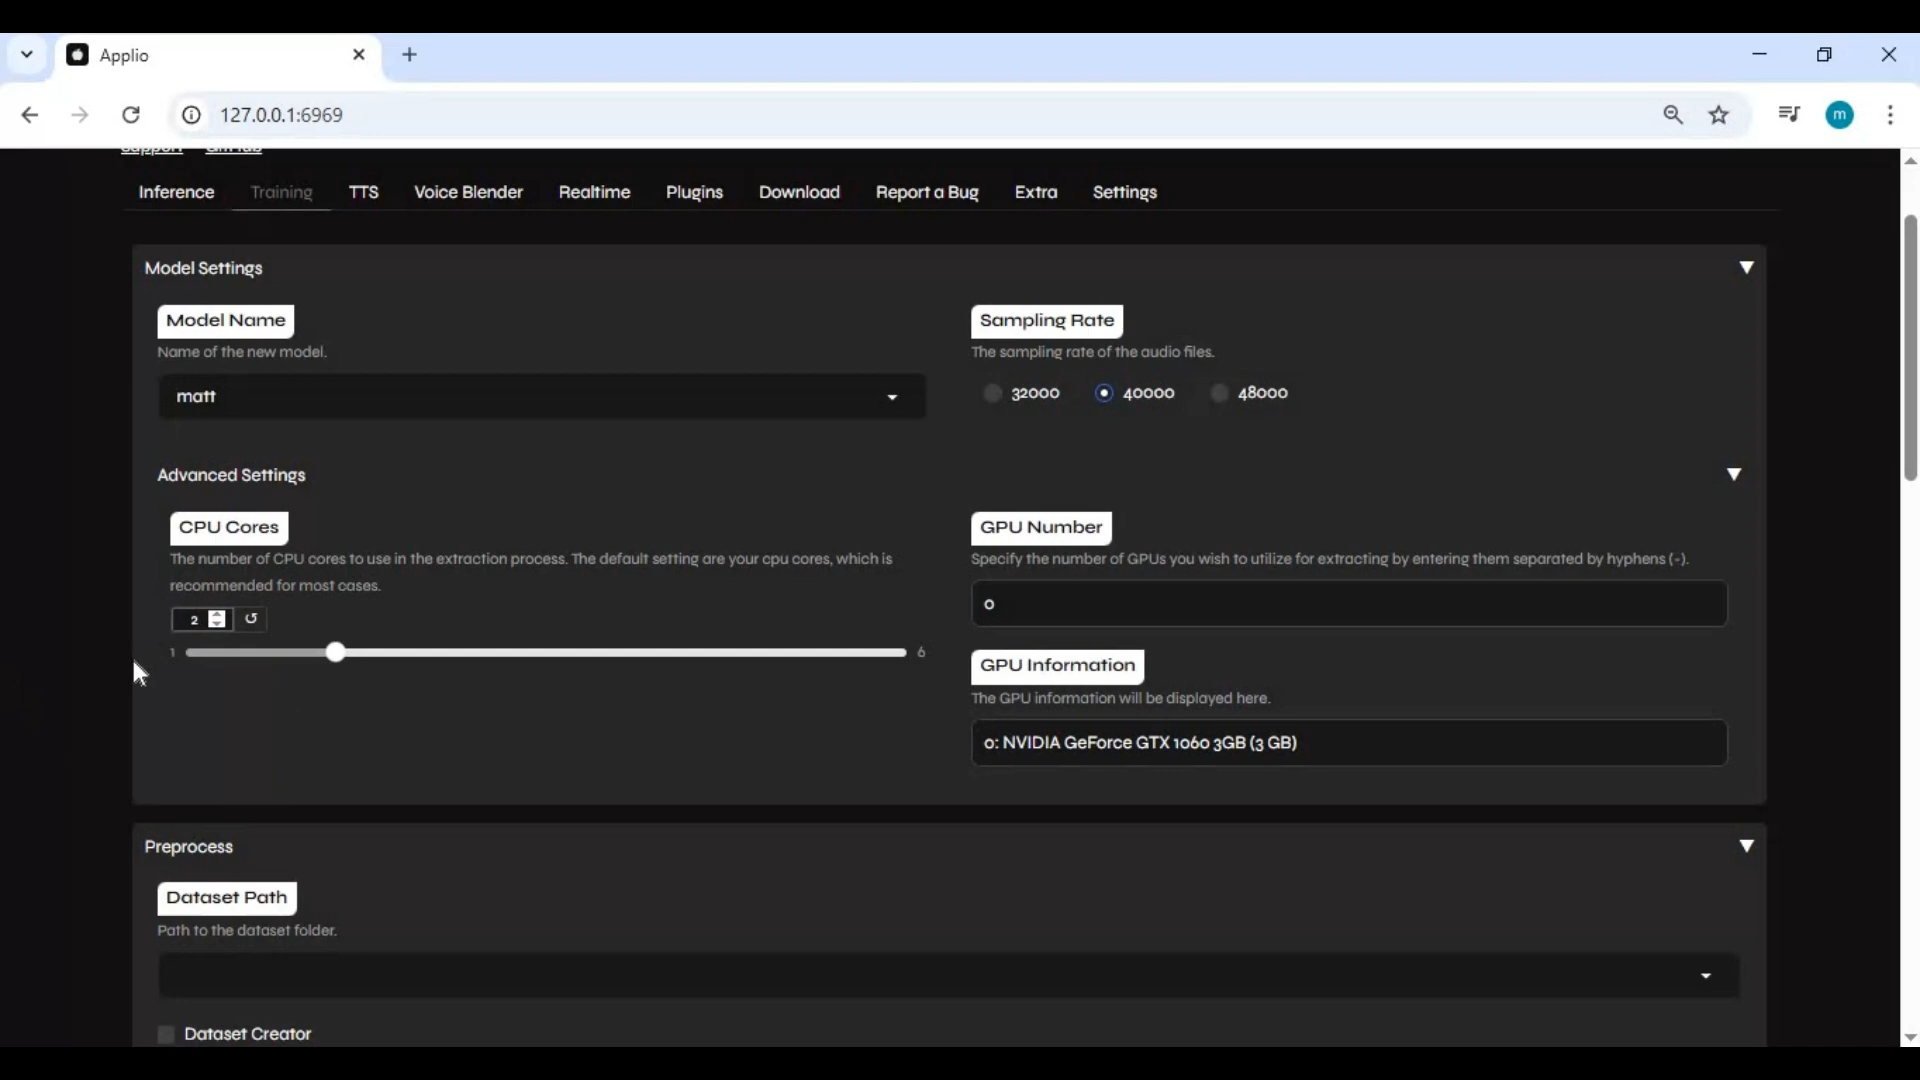 Applio
127.0.0.1:6969
m
Support GitHub
Inference Training TTS Voice Blender Realtime Plugins Download Report a Bug Extra Settings
Model Settings
Model Name
Name of the new model.
matt
Sampling Rate
The sampling rate of the audio files.
32000 40000 48000
Advanced Settings
CPU Cores
The number of CPU cores to use in the extraction process. The default setting are your cpu cores, which is
recommended for most cases.
2
1 6
GPU Number
Specify the number of GPUs you wish to utilize for extracting by entering them separated by hyphens (-).
0
GPU Information
The GPU information will be displayed here.
0: NVIDIA GeForce GTX 1060 3GB (3 GB)
Preprocess
Dataset Path
Path to the dataset folder.
Dataset Creator